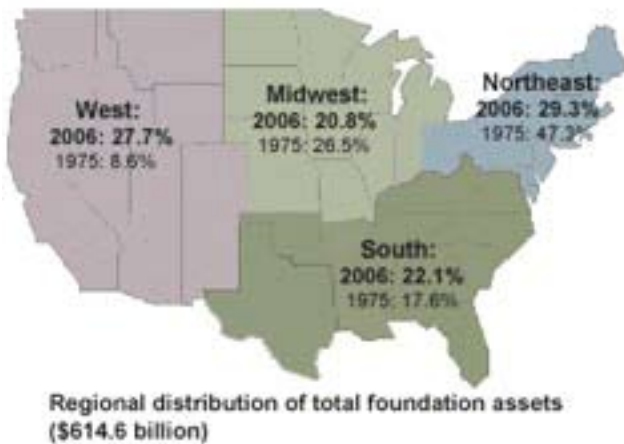 West:
2006: 27.7%
1975: 8.6%
Midwest:
2006: 20.8%
1975: 26.5%
Northeast:
2006: 29.3%
1975: 47.3%
South:
2006: 22.1%
1975: 17.6%
Regional distribution of total foundation assets
($614.6 billion)